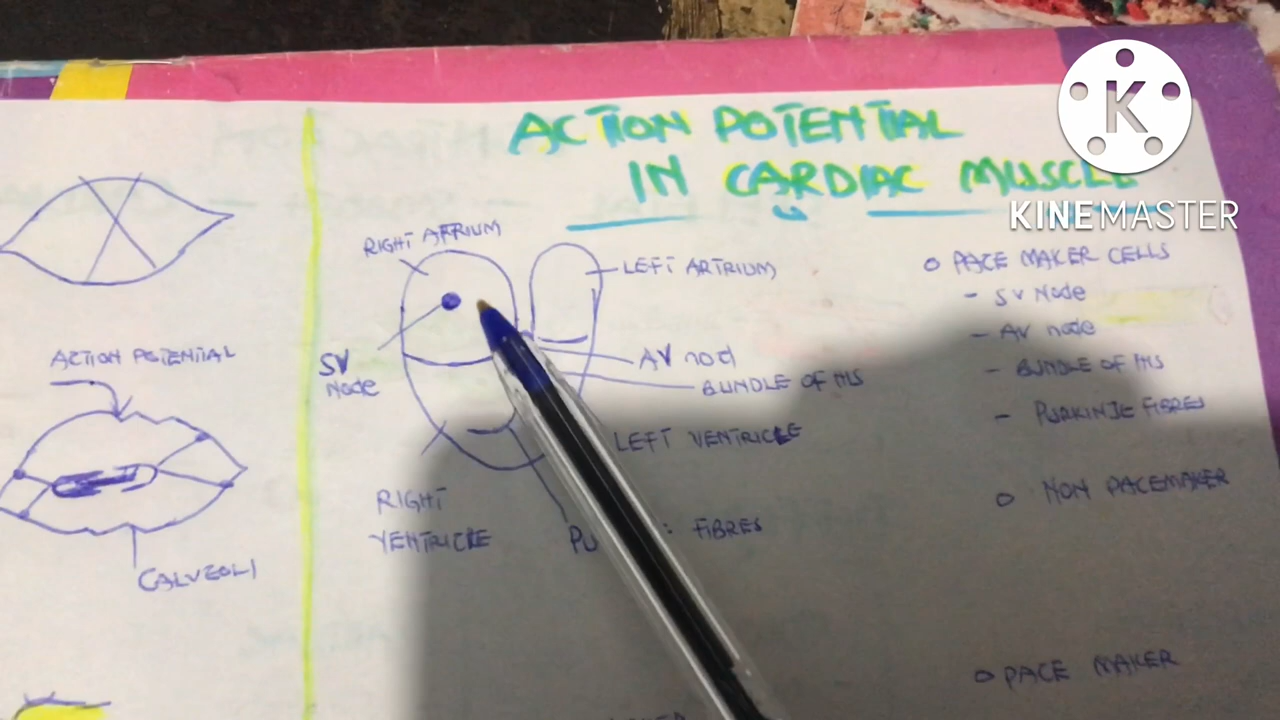 ACTION POTENTIAL
IN CARDIAC MUSCLE
KINEMASTER
RIGHT ATRIUM
LEFT ARTRIUM
SV
NODE
AV nod
BUNDLE OF HIS
LEFT VENTRICLE
RIGHT
VENTRICLE
PU : FIBRES
O PACE MAKER CELLS
- SV Node
- AV node
- BUNDLE OF HIS
- PURKINJE FIBRES
O NON PACEMAKER
O PACE MAKER
ACTION POTENTIAL
CALVEOLI